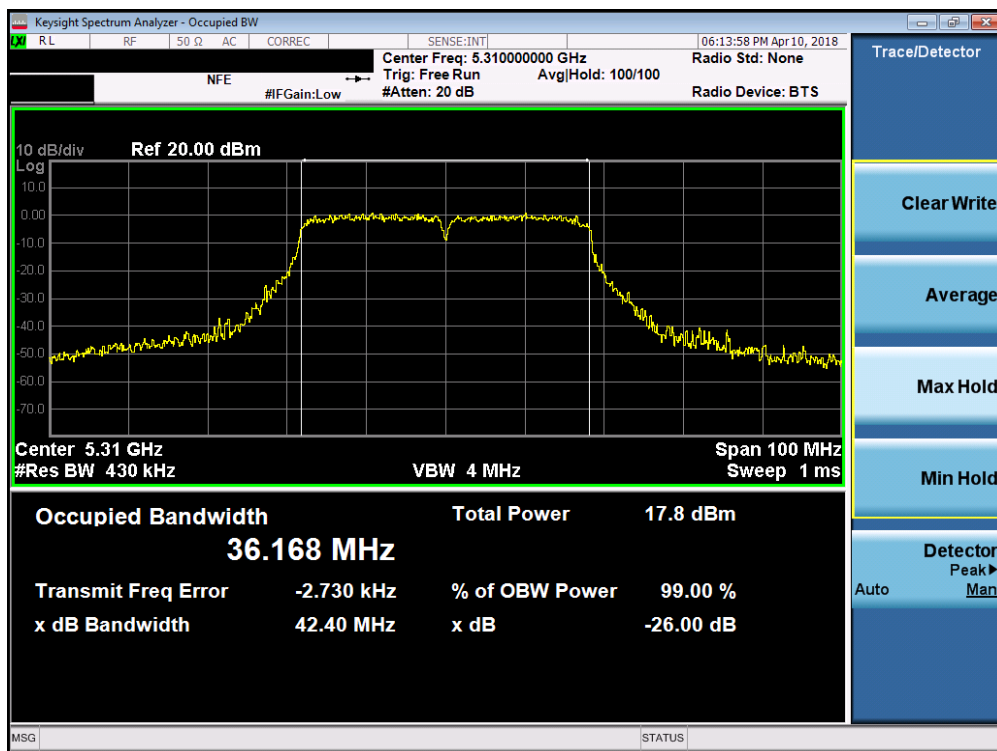 Keysight Spectrum Analyzer - Occupied BW
LXI RL RF 50 Ω AC CORREC SENSE:INT 06:13:58 PM Apr 10, 2018
Center Freq: 5.310000000 GHz Radio Std: None
NFE Trig: Free Run Avg|Hold: 100/100
#IFGain:Low #Atten: 20 dB Radio Device: BTS
10 dB/div Ref 20.00 dBm
Log
10.0
0.00
-10.0
-20.0
-30.0
-40.0
-50.0
-60.0
-70.0
Center 5.31 GHz Span 100 MHz
#Res BW 430 kHz VBW 4 MHz Sweep 1 ms
Occupied Bandwidth Total Power 17.8 dBm
36.168 MHz
Transmit Freq Error -2.730 kHz % of OBW Power 99.00 %
x dB Bandwidth 42.40 MHz x dB -26.00 dB
MSG STATUS
Trace/Detector
Clear Write
Average
Max Hold
Min Hold
Detector
Peak▶
Auto Man